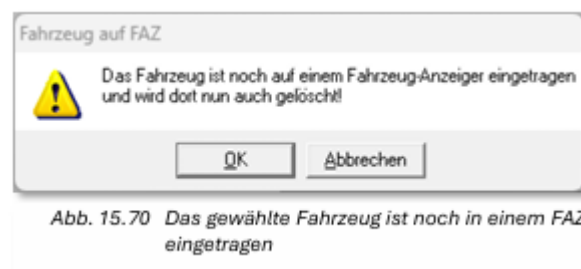 Fahrzeug auf FAZ
Das Fahrzeug ist noch auf einem Fahrzeug-Anzeiger eingetragen
und wird dort nun auch gelöscht!
OK
Abbrechen
Abb. 15.70 Das gewählte Fahrzeug ist noch in einem FAZ
eingetragen